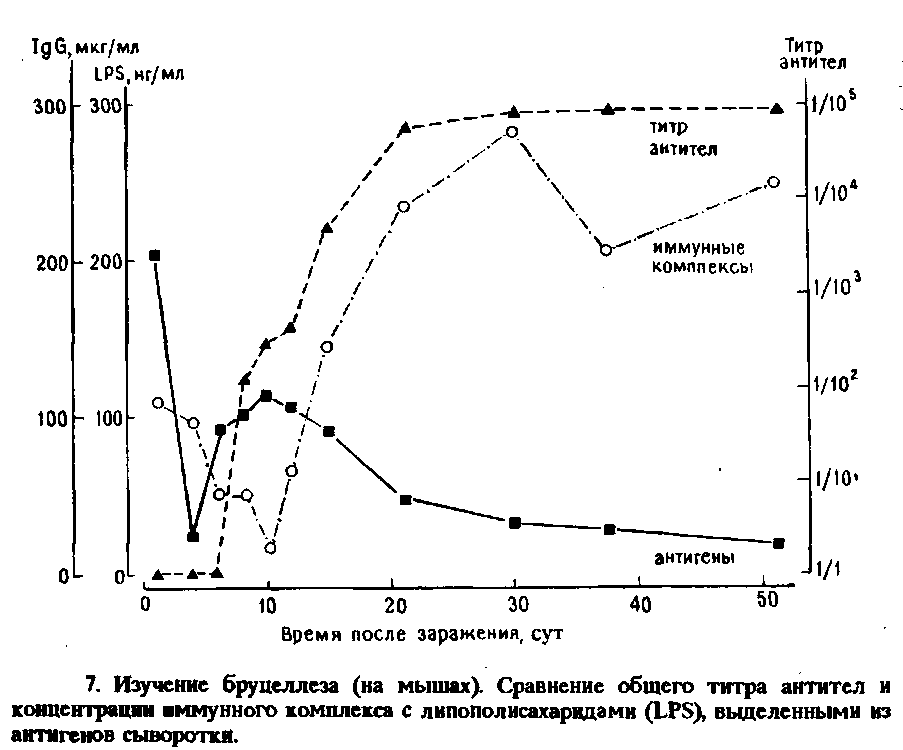 IgG, мкг/мл
LPS, нг/мл
Титр
антител
300
300
1/10⁵
титр
антител
1/10⁴
иммунные
комплексы
200
200
1/10³
1/10²
100
100
1/10¹
антигены
0
0
1/1
0 10 20 30 40 50
Время после заражения, сут
7. Изучение бруцеллеза (на мышах). Сравнение общего титра антител и
концентрации иммунного комплекса с липополисахаридами (LPS), выделенными из
антигенов сыворотки.